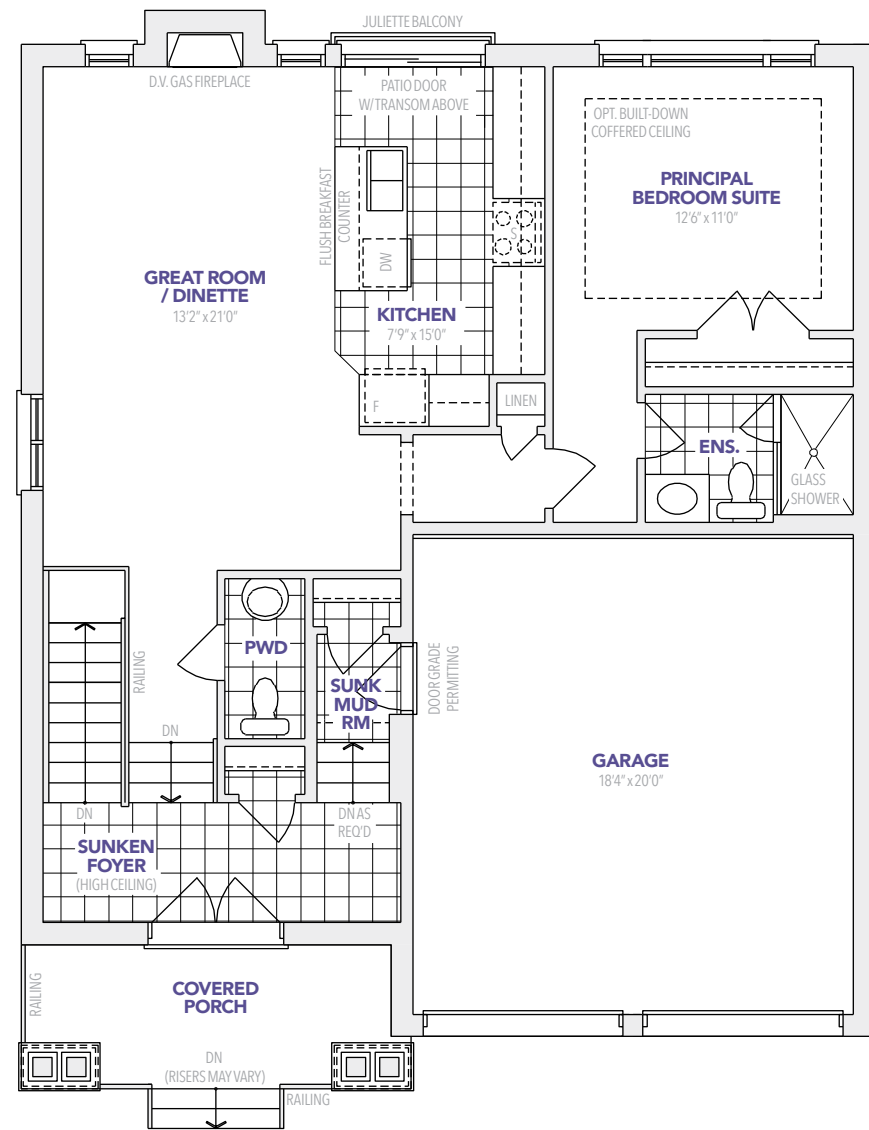 JULIETTE BALCONY
D.V. GAS FIREPLACE
PATIO DOOR
W/TRANSOM ABOVE
OPT. BUILT-DOWN
COFFERED CEILING
PRINCIPAL
BEDROOM SUITE
12'6" x 11'0"
FLUSH BREAKFAST
COUNTER
S
DW
GREAT ROOM
/ DINETTE
13'2" x 21'0"
KITCHEN
7'9" x 15'0"
F
LINEN
ENS.
GLASS
SHOWER
PWD
RAILING
SUNK
MUD
RM
DOOR GRADE
PERMITTING
DN
GARAGE
18'4" x 20'0"
DN
DN AS
REQ'D
SUNKEN
FOYER
(HIGH CEILING)
RAILING
COVERED
PORCH
DN
(RISERS MAY VARY)
RAILING